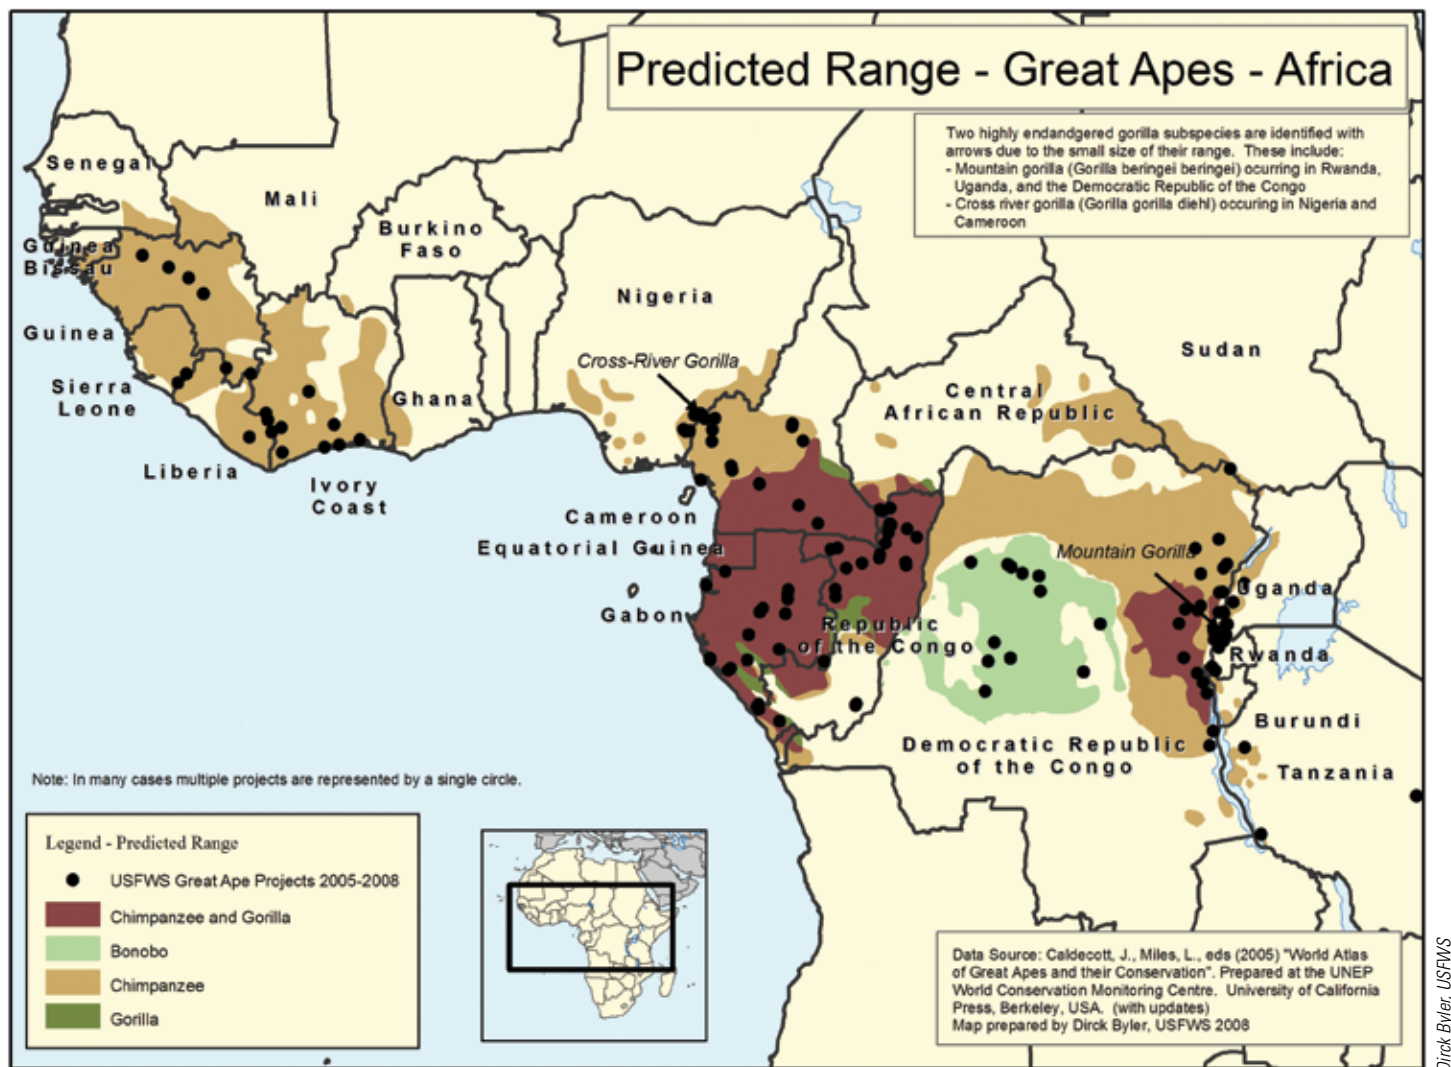 Predicted Range - Great Apes - Africa
Two highly endandgered gorilla subspecies are identified with
arrows due to the small size of their range. These include:
- Mountain gorilla (Gorilla beringei beringei) ocurring in Rwanda,
Uganda, and the Democratic Republic of the Congo
- Cross river gorilla (Gorilla gorilla diehl) occuring in Nigeria and
Cameroon
Senegal
Mali
Burkino
Faso
Guinea
Bissau
Nigeria
Guinea
Cross-River Gorilla
Sudan
Sierra
Leone
Ghana
Central
African Republic
Liberia
Ivory
Coast
Cameroon
Equatorial Guinea
Mountain Gorilla
Uganda
Gabon
Republic
of the Congo
Rwanda
Burundi
Democratic Republic
of the Congo
Tanzania
Note: In many cases multiple projects are represented by a single circle.
Legend - Predicted Range
USFWS Great Ape Projects 2005-2008
Chimpanzee and Gorilla
Bonobo
Chimpanzee
Gorilla
Data Source: Caldecott, J., Miles, L., eds (2005) "World Atlas
of Great Apes and their Conservation". Prepared at the UNEP
World Conservation Monitoring Centre. University of California
Press, Berkeley, USA. (with updates)
Map prepared by Dirck Byler, USFWS 2008
Dirck Byler, USFWS